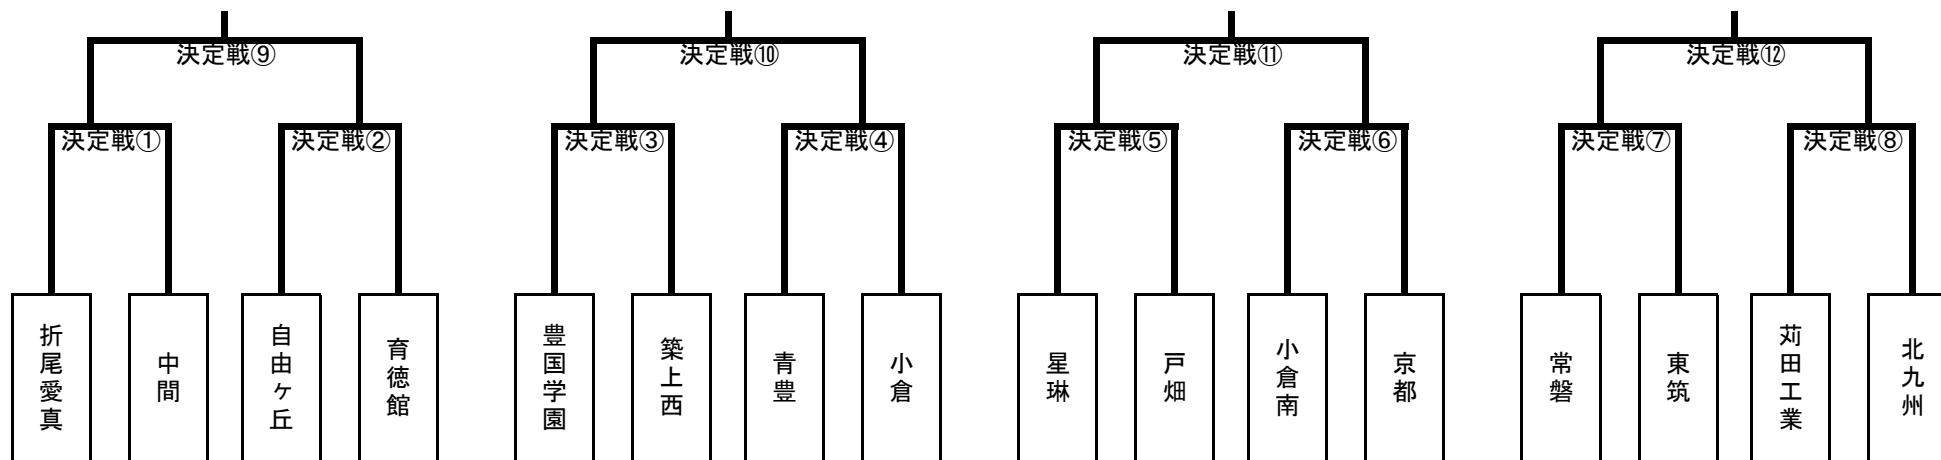 決定戦⑨
決定戦⑩
決定戦⑪
決定戦⑫
決定戦①
決定戦②
決定戦③
決定戦④
決定戦⑤
決定戦⑥
決定戦⑦
決定戦⑧
折尾愛真
中間
自由ヶ丘
育徳館
豊国学園
築上西
青豊
小倉
星琳
戸畑
小倉南
京都
常磐
東筑
苅田工業
北九州